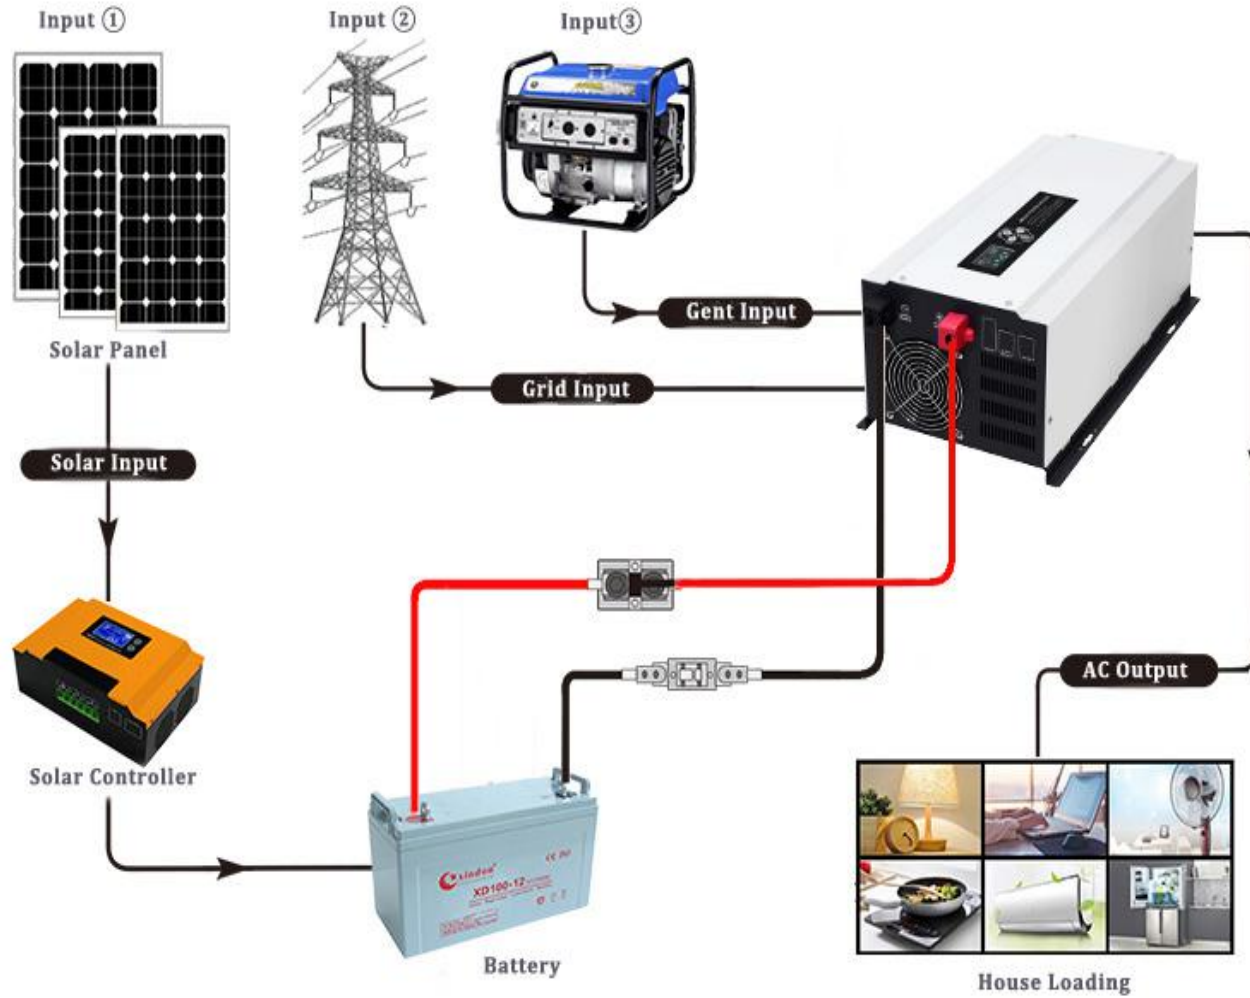 Input ①
Input ②
Input③
Gent Input
Solar Panel
Grid Input
Solar Input
AC Output
Solar Controller
xindun
XD100-12
Battery
House Loading